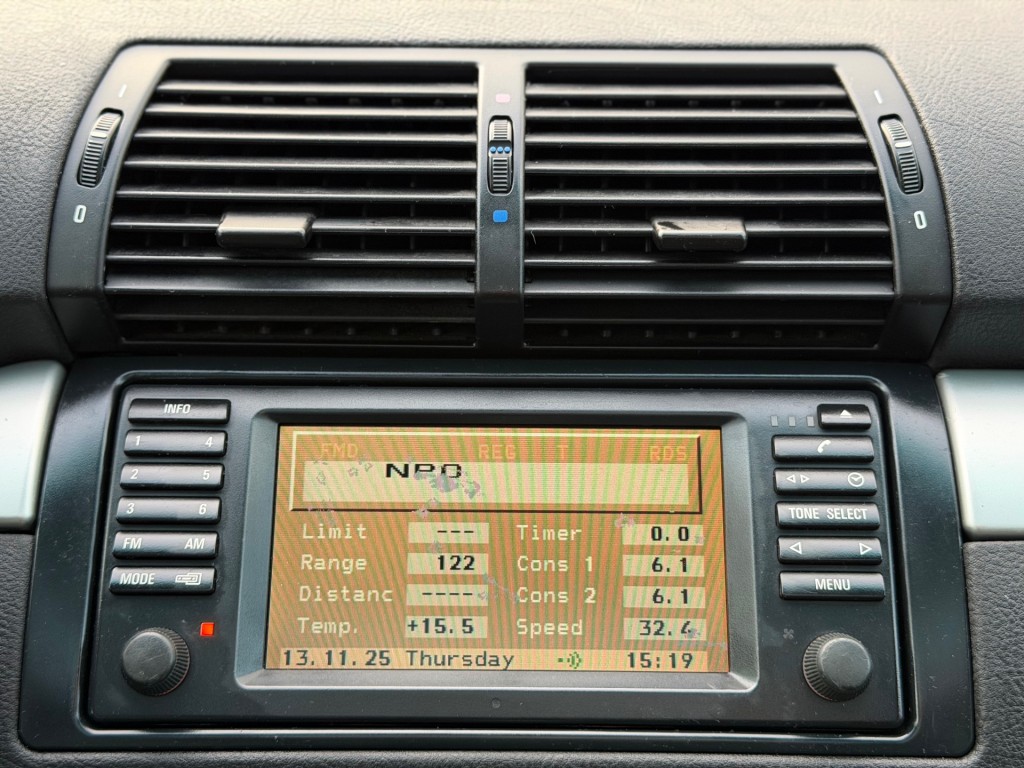 0
0
INFO
1 4
2 5
3 6
FM AM
MODE
TONE SELECT
MENU
FMD REG T RDS
Limit --- Timer 0.0
Range 122 Cons 1 6.1
Distanc ---- Cons 2 6.1
Temp. +15.5 Speed 32.4
13.11.25 Thursday 15:19